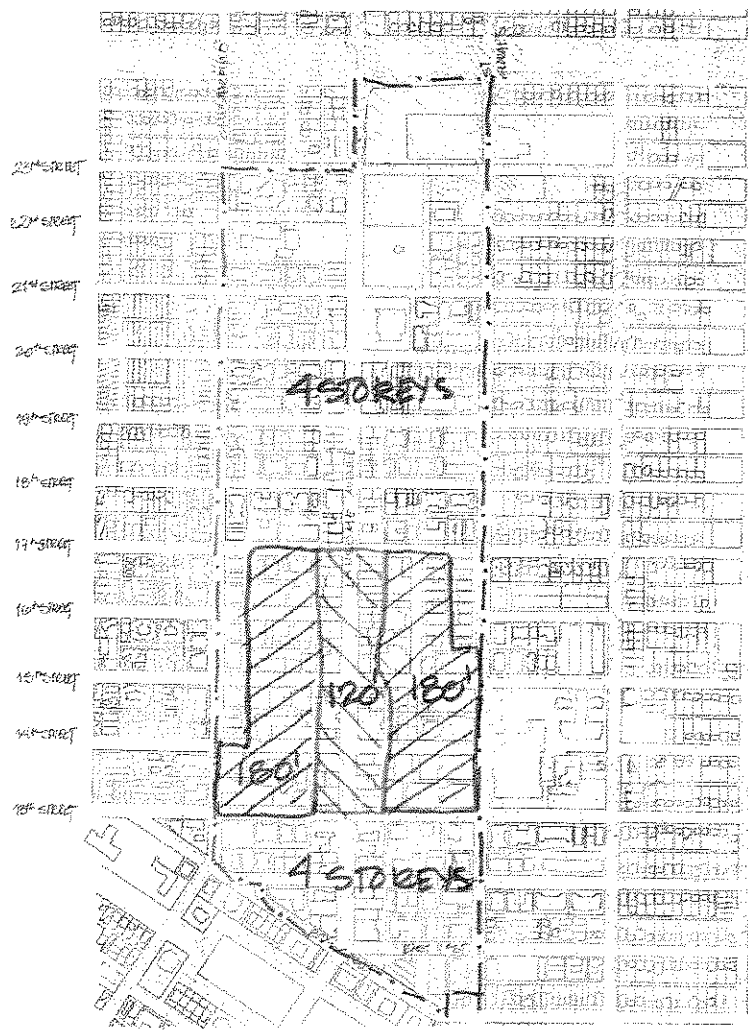 23RD STREET
22ND STREET
21ST STREET
20TH STREET
4 STOREYS
19TH STREET
18TH STREET
17TH STREET
16TH STREET
15TH STREET
120' 180'
14TH STREET
180'
13TH STREET
4 STOREYS